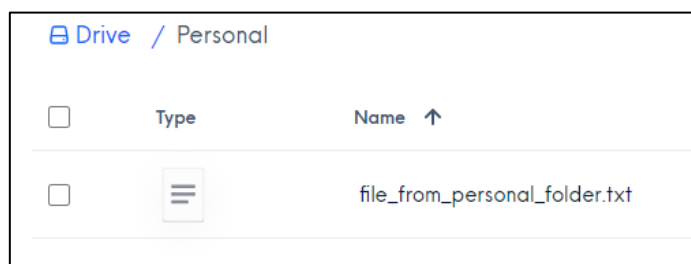 Drive / Personal
Type Name ↑
file_from_personal_folder.txt